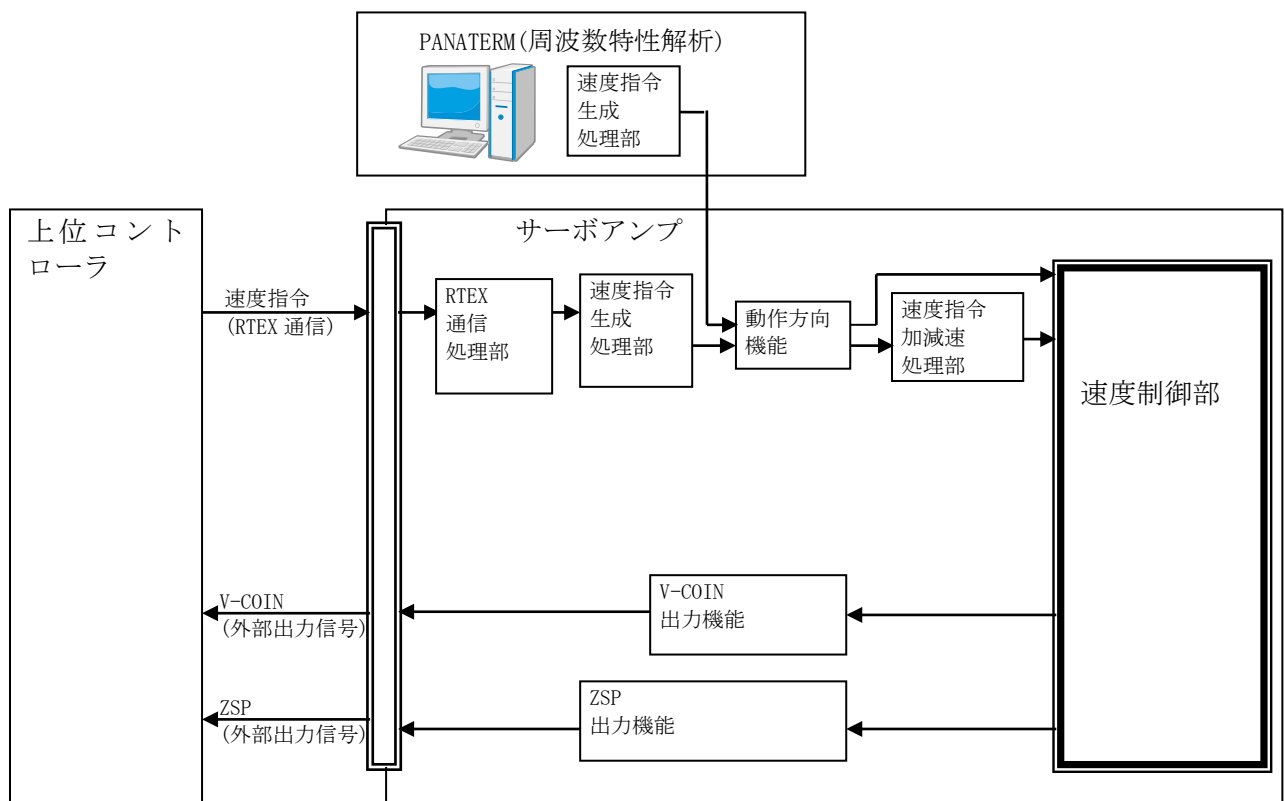 PANATERM(周波数特性解析)
速度指令
生成
処理部
上位コント
ローラ
サーボアンプ
速度指令
(RTEX 通信)
RTEX
通信
処理部
速度指令
生成
処理部
動作方向
機能
速度指令
加減速
処理部
速度制御部
V-COIN
(外部出力信号)
V-COIN
出力機能
ZSP
(外部出力信号)
ZSP
出力機能